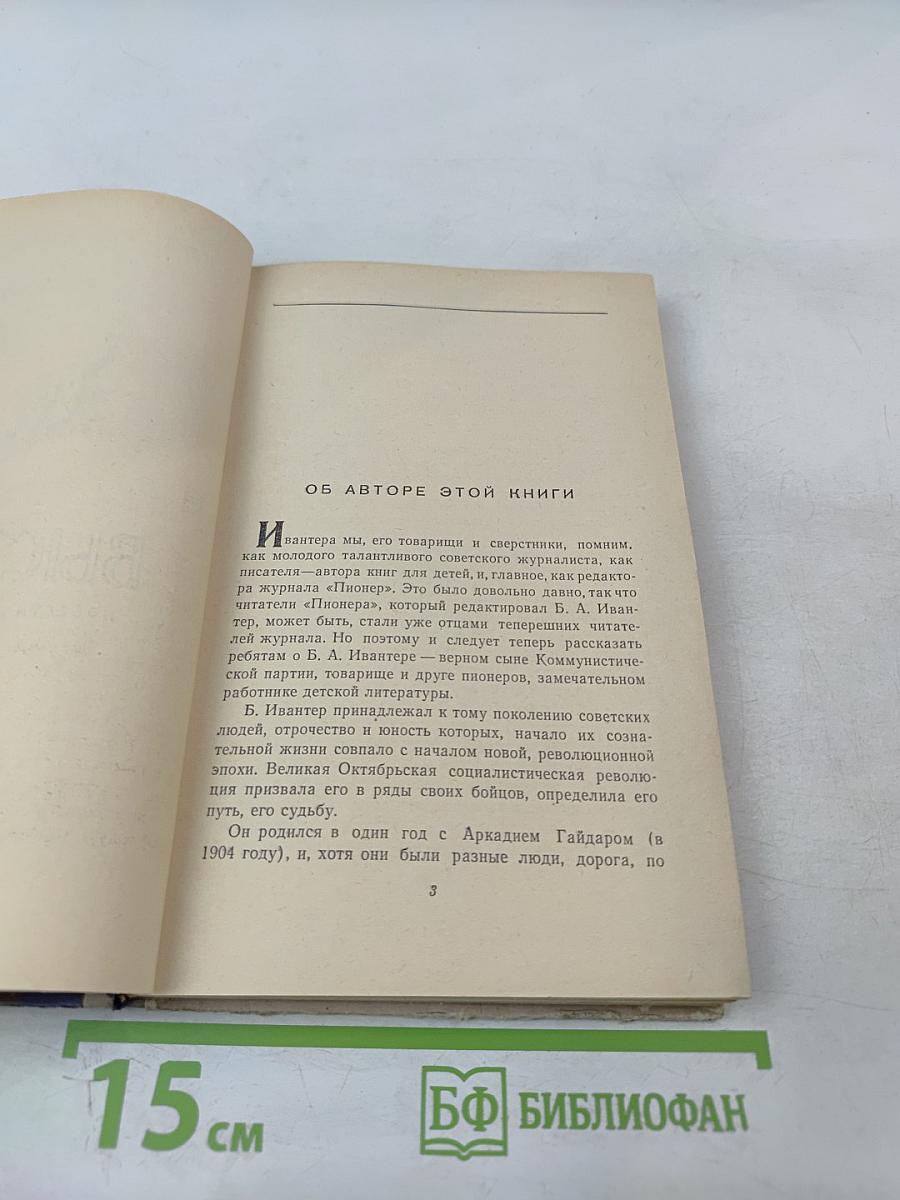 ОБ АВТОРЕ ЭТОЙ КНИГИ
Ивантера мы, его товарищи и сверстники, помним,
как молодого талантливого советского журналиста, как
писателя—автора книг для детей, и, главное, как редакто-
ра журнала «Пионер». Это было довольно давно, так что
читатели «Пионера», который редактировал Б. А. Иван-
тер, может быть, стали уже отцами теперешних читате-
лей журнала. Но поэтому и следует теперь рассказать
ребятам о Б. А. Ивантере — верном сыне Коммунистиче-
ской партии, товарище и друге пионеров, замечательном
работнике детской литературы.
Б. Ивантер принадлежал к тому поколению советских
людей, отрочество и юность которых, начало их созна-
тельной жизни совпало с началом новой, революционной
эпохи. Великая Октябрьская социалистическая револю-
ция призвала его в ряды своих бойцов, определила его
путь, его судьбу.
Он родился в один год с Аркадием Гайдаром (в
1904 году), и, хотя они были разные люди, дорога, по
3
15 см
БФ БИБЛИОФАН